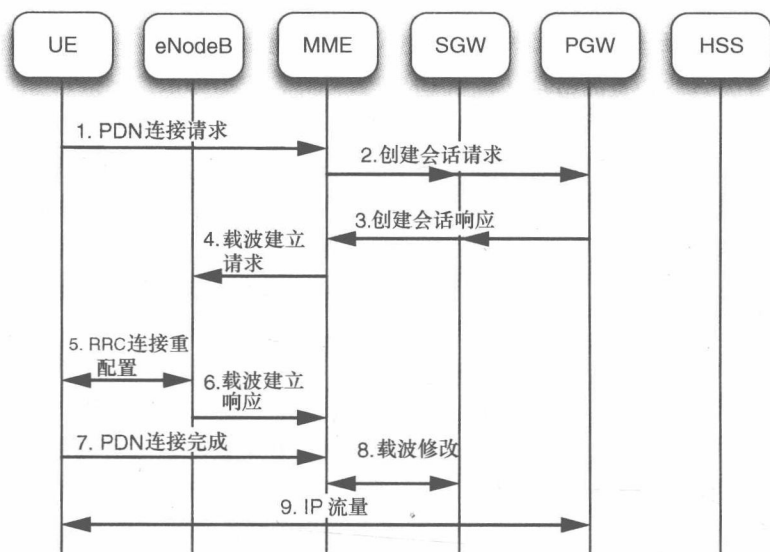 UE
eNodeB
MME
SGW
PGW
HSS
1. PDN连接请求
2.创建会话请求
3.创建会话响应
4.载波建立
请求
5. RRC连接重
配置
6.载波建立
响应
7. PDN连接完成
8.载波修改
9. IP 流量